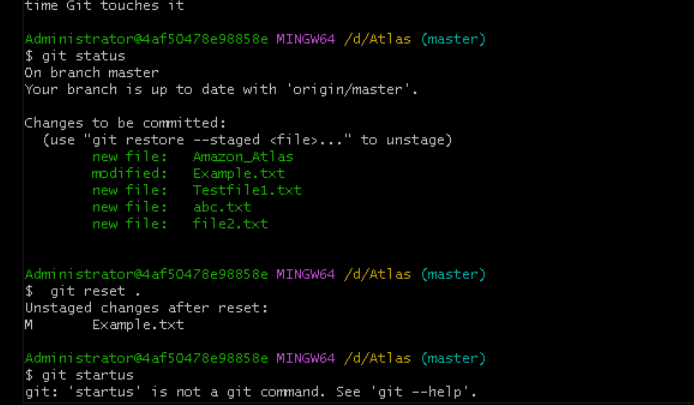 time Git touches it
Administrator@4af50478e98858e MINGW64 /d/Atlas (master)
$ git status
On branch master
Your branch is up to date with 'origin/master'.
Changes to be committed:
(use "git restore --staged <file>..." to unstage)
new file: Amazon_Atlas
modified: Example.txt
new file: Testfile1.txt
new file: abc.txt
new file: file2.txt
Administrator@4af50478e98858e MINGW64 /d/Atlas (master)
$ git reset .
Unstaged changes after reset:
M Example.txt
Administrator@4af50478e98858e MINGW64 /d/Atlas (master)
$ git startus
git: 'startus' is not a git command. See 'git --help'.